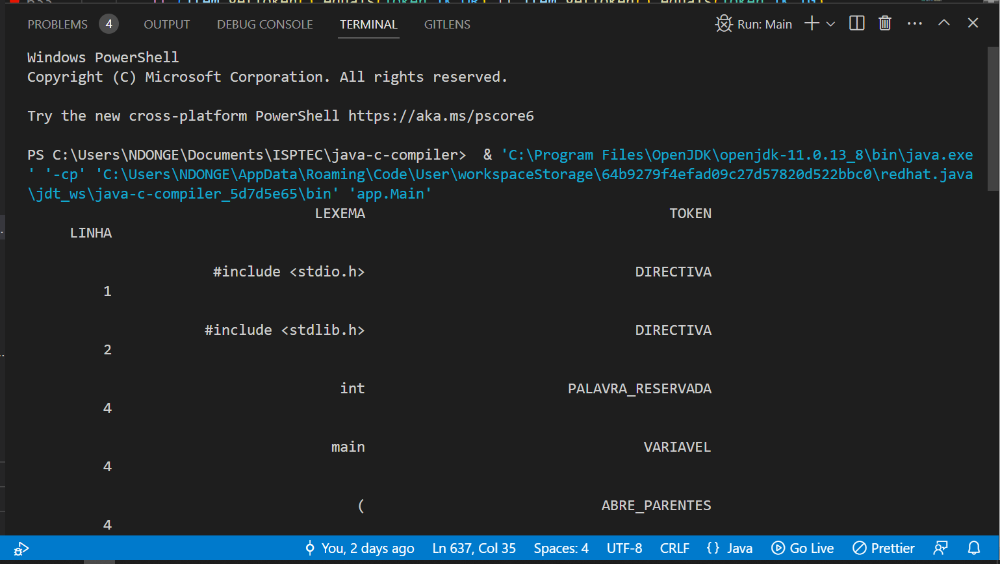 PROBLEMS 4 OUTPUT DEBUG CONSOLE TERMINAL GITLENS Run: Main
Windows PowerShell
Copyright (C) Microsoft Corporation. All rights reserved.
Try the new cross-platform PowerShell https://aka.ms/pscore6
PS C:\Users\NDONGE\Documents\ISPTEC\java-c-compiler>  & 'C:\Program Files\OpenJDK\openjdk-11.0.13_8\bin\java.exe
' '-cp' 'C:\Users\NDONGE\AppData\Roaming\Code\User\workspaceStorage\64b9279f4efad09c27d57820d522bbc0\redhat.java
\jdt_ws\java-c-compiler_5d7d5e65\bin' 'app.Main'
LEXEMA TOKEN
LINHA
#include <stdio.h> DIRECTIVA
1
#include <stdlib.h> DIRECTIVA
2
int PALAVRA_RESERVADA
4
main VARIAVEL
4
( ABRE_PARENTES
4
You, 2 days ago Ln 637, Col 35 Spaces: 4 UTF-8 CRLF {} Java Go Live Prettier